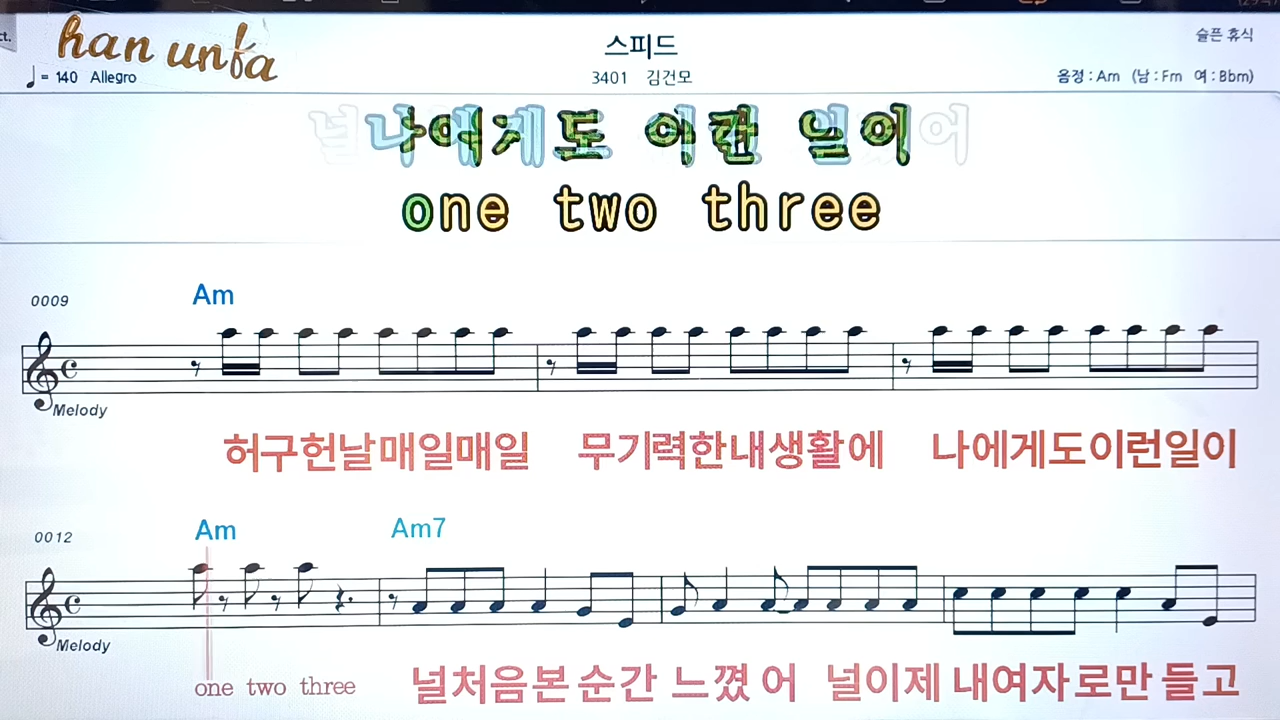 ct.
han unfa
스피드
슬픈 휴식
♩= 140 Allegro
3401 김건모
음정 : Am (남 : Fm 여 : Bbm)
나에게도 이런 일이
one two three
0009
Am
Melody
허구헌날매일매일 무기력한내생활에 나에게도이런일이
0012
Am Am7
Melody
one two three 널처음본순간 느꼈 어 널이제 내여자로만 들고